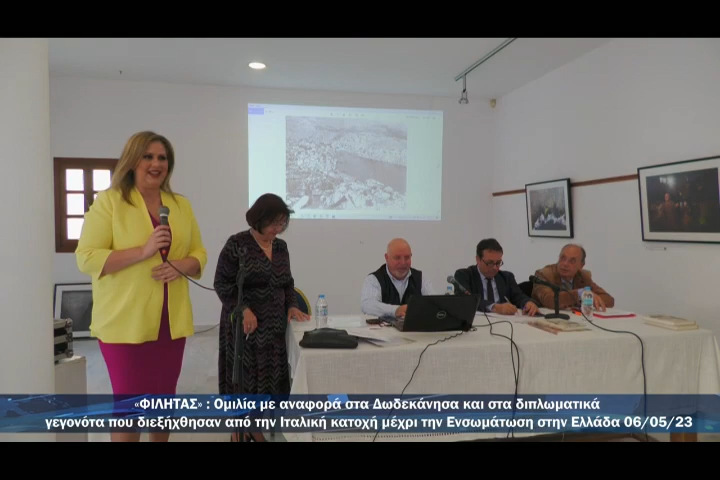 «ΦΙΛΗΤΑΣ» : Ομιλία με αναφορά στα Δωδεκάνησα και στα διπλωματικά
γεγονότα που διεξήχθησαν από την Ιταλική κατοχή μέχρι την Ενσωμάτωση στην Ελλάδα 06/05/23